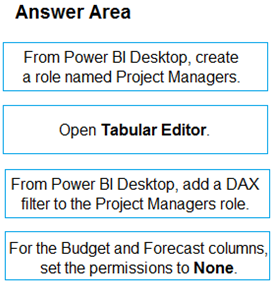 Answer Area
From Power BI Desktop, create
a role named Project Managers.
Open Tabular Editor.
From Power BI Desktop, add a DAX
filter to the Project Managers role.
For the Budget and Forecast columns,
set the permissions to None.